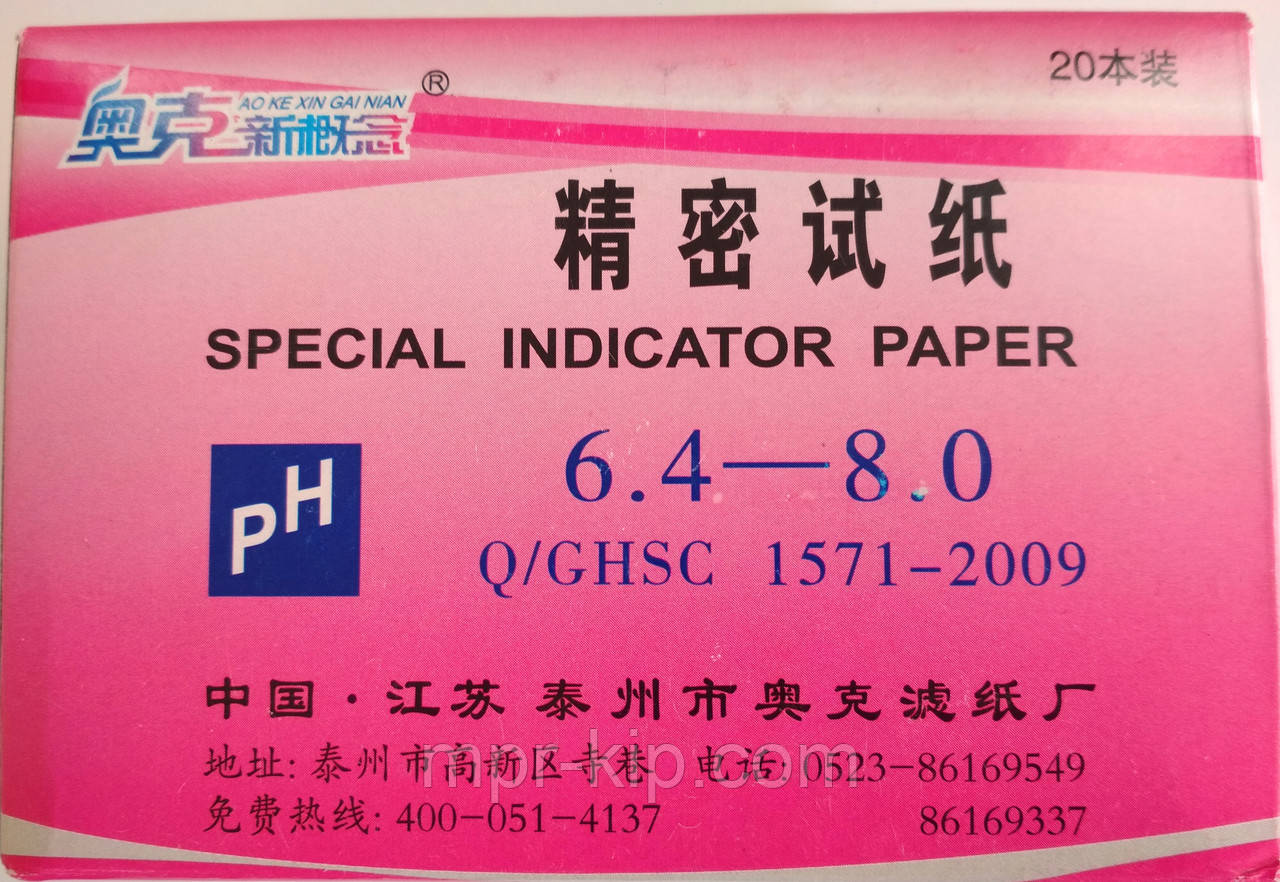 20本装
奥克新概念 AO KE XIN GAI NIAN ®
精密试纸
SPECIAL INDICATOR PAPER
PH 6.4—8.0
Q/GHSC 1571-2009
中国·江苏 泰州市奥克滤纸厂
地址: 泰州市高新区寺巷 电话: 0523-86169549
免费热线: 400-051-4137 86169337
mpr-kip.com